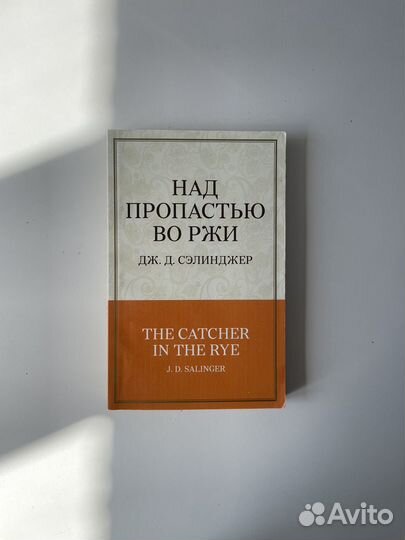 НАД
ПРОПАСТЬЮ
ВО РЖИ
ДЖ. Д. СЭЛИНДЖЕР
THE CATCHER
IN THE RYE
J. D. SALINGER
Avito